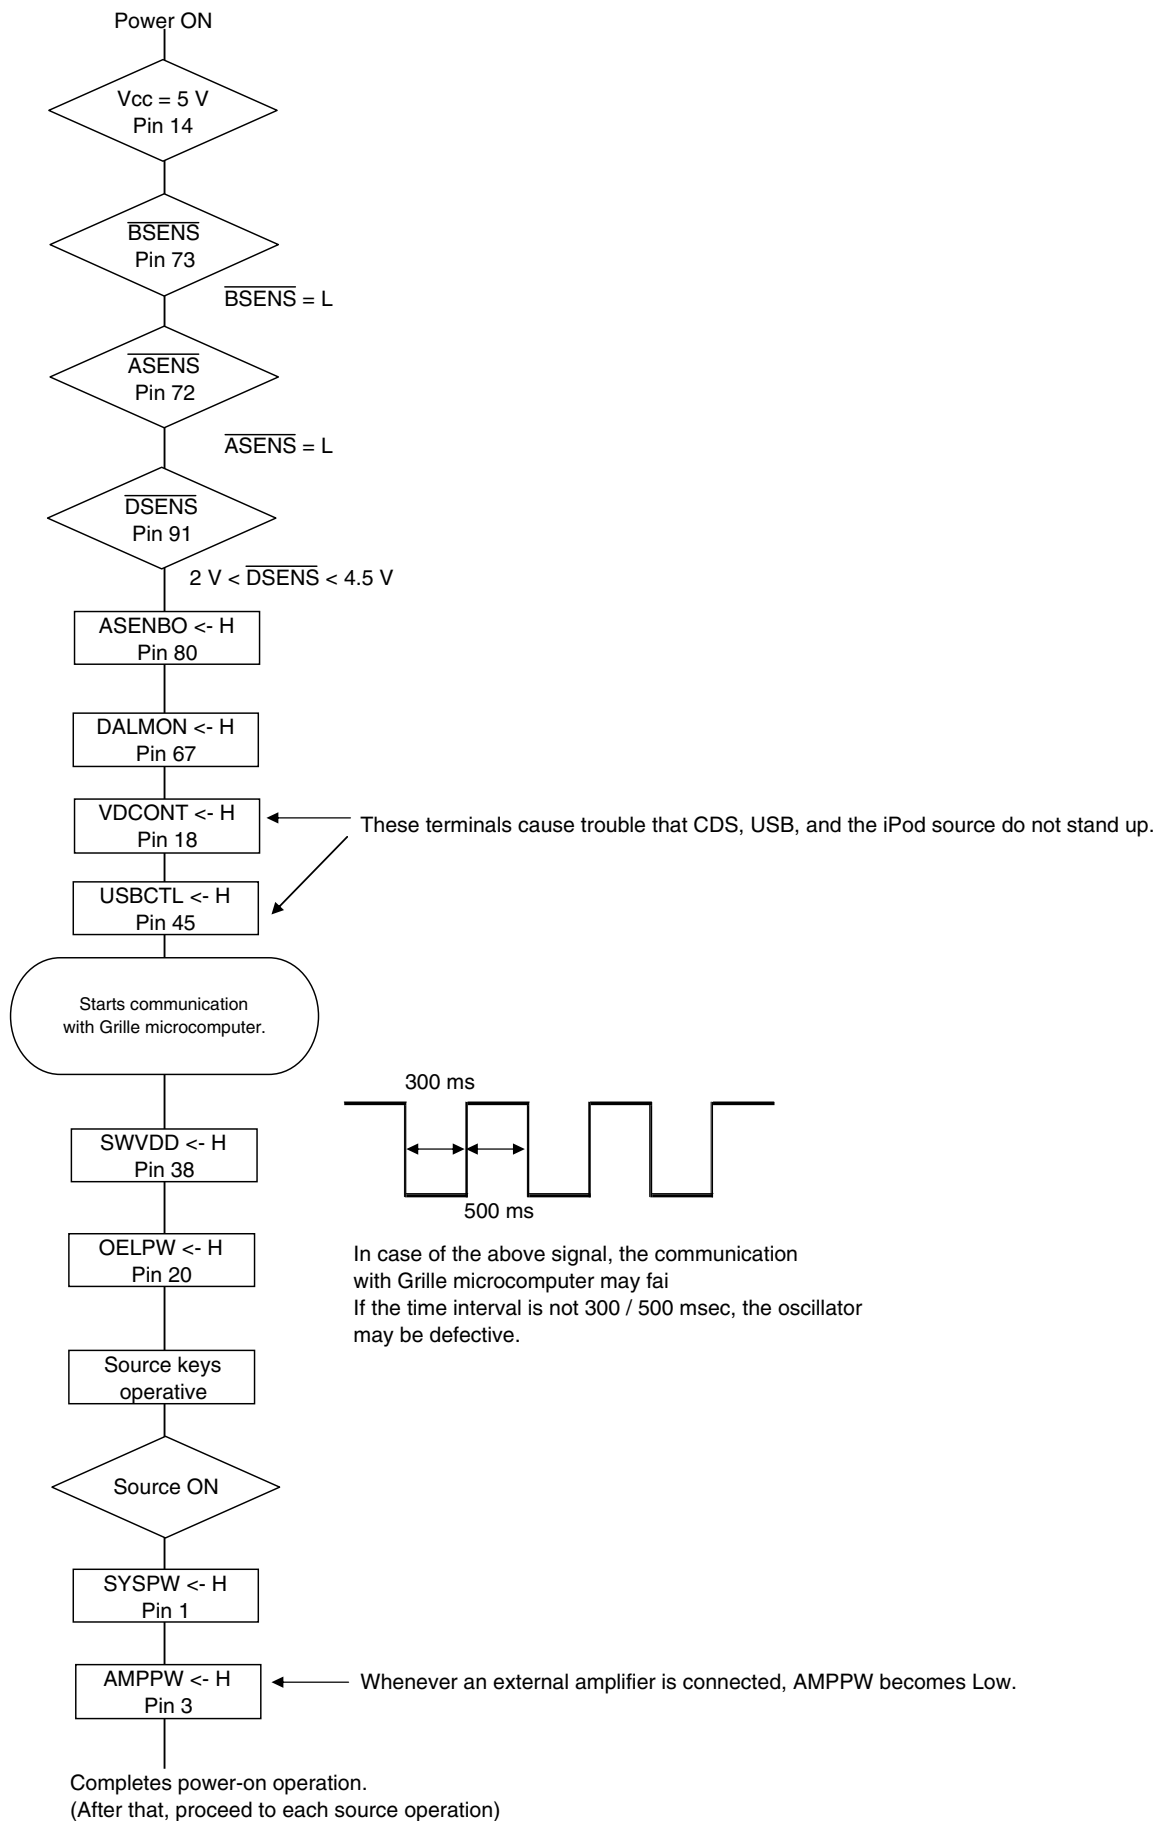 Power ON
Vcc = 5 V
Pin 14
BSENS
Pin 73
BSENS = L
ASENS
Pin 72
ASENS = L
DSENS
Pin 91
2 V < DSENS < 4.5 V
ASENBO <- H
Pin 80
DALMON <- H
Pin 67
VDCONT <- H
Pin 18
These terminals cause trouble that CDS, USB, and the iPod source do not stand up.
USBCTL <- H
Pin 45
Starts communication
with Grille microcomputer.
300 ms
500 ms
SWVDD <- H
Pin 38
OELPW <- H
Pin 20
In case of the above signal, the communication
with Grille microcomputer may fai
If the time interval is not 300 / 500 msec, the oscillator
may be defective.
Source keys
operative
Source ON
SYSPW <- H
Pin 1
AMPPW <- H
Pin 3
Whenever an external amplifier is connected, AMPPW becomes Low.
Completes power-on operation.
(After that, proceed to each source operation)